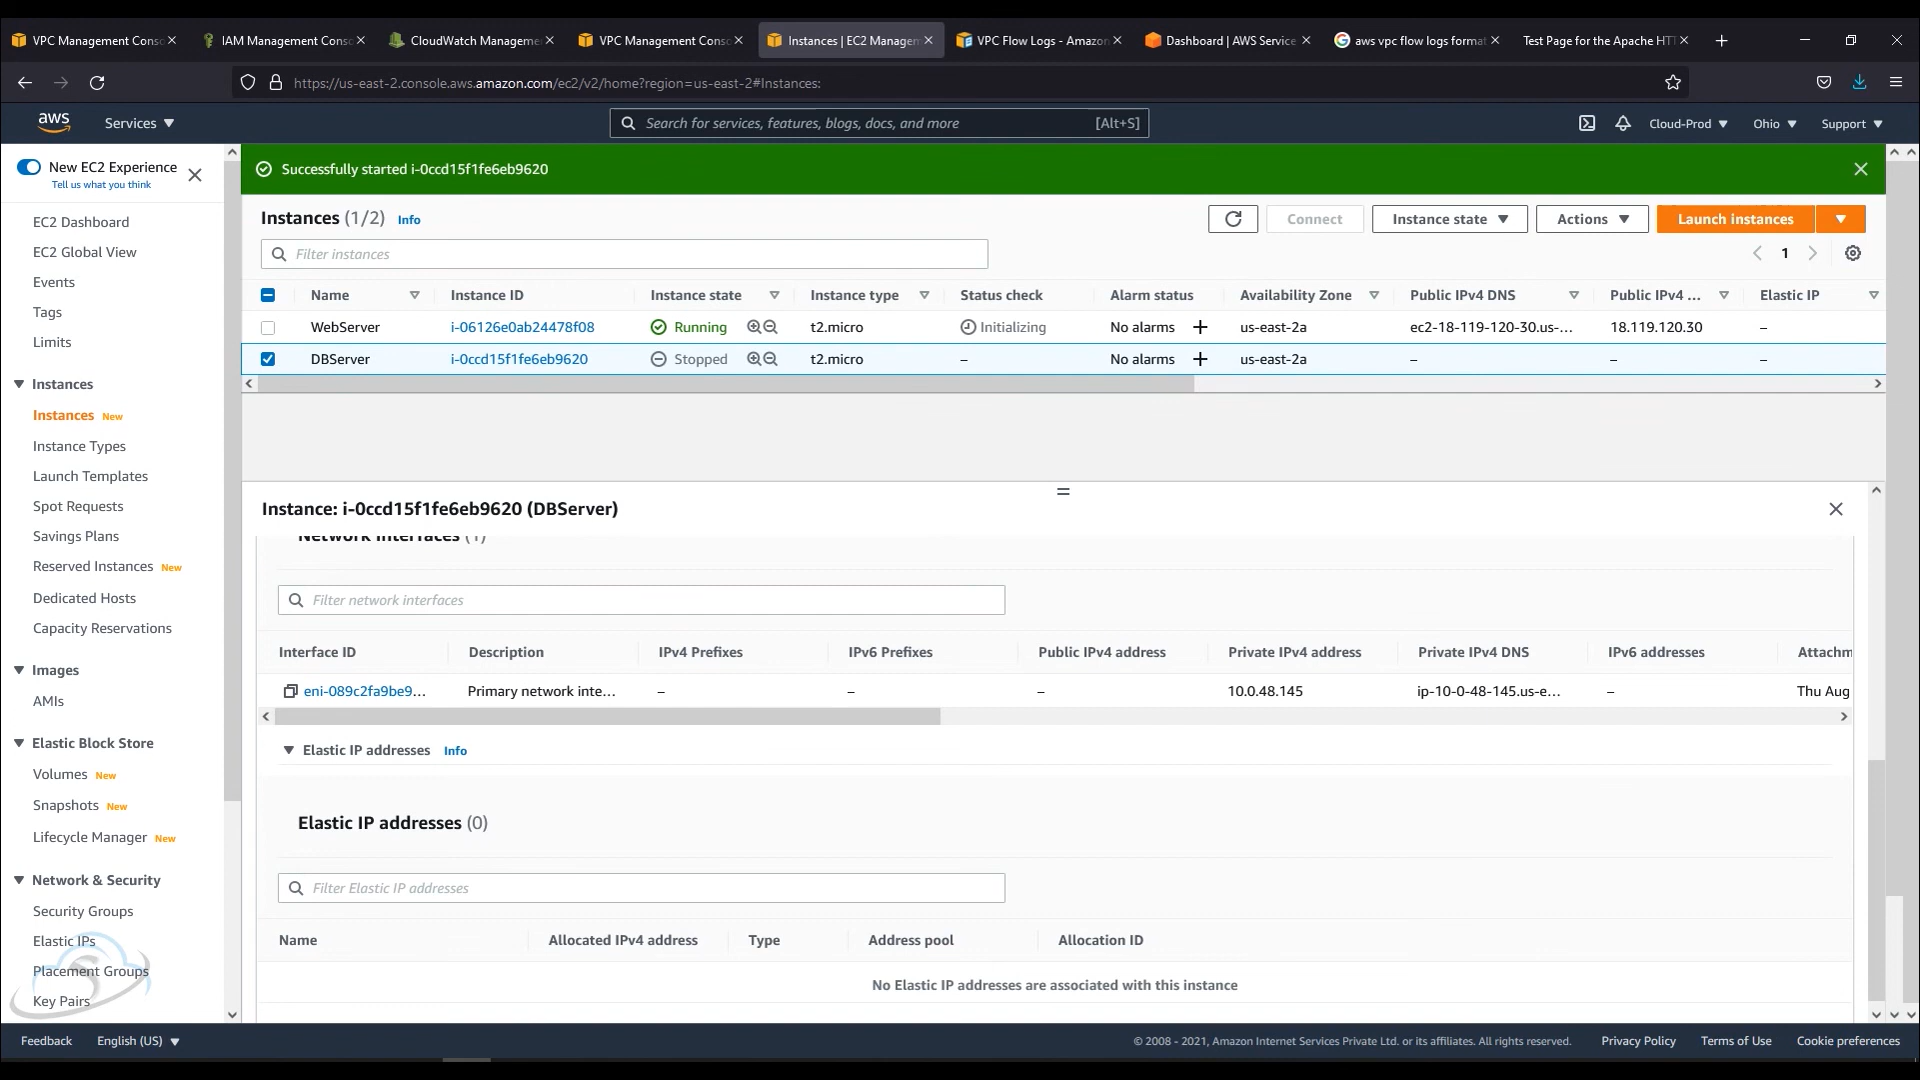 VPC Management Conso
IAM Management Conso
CloudWatch Manageme
VPC Management Conso
Instances | EC2 Managem
VPC Flow Logs - Amazon
Dashboard | AWS Service
aws vpc flow logs format
Test Page for the Apache HTT
https://us-east-2.console.aws.amazon.com/ec2/v2/home?region=us-east-2#Instances:
aws
Services
Search for services, features, blogs, docs, and more
[Alt+S]
Cloud-Prod
Ohio
Support
New EC2 Experience
Tell us what you think
EC2 Dashboard
EC2 Global View
Events
Tags
Limits
Instances
Instances New
Instance Types
Launch Templates
Spot Requests
Savings Plans
Reserved Instances New
Dedicated Hosts
Capacity Reservations
Images
AMIs
Elastic Block Store
Volumes New
Snapshots New
Lifecycle Manager New
Network & Security
Security Groups
Elastic IPs
Placement Groups
Key Pairs
Successfully started i-0ccd15f1fe6eb9620
Instances (1/2) Info
Connect
Instance state
Actions
Launch instances
Filter instances
1
Name Instance ID Instance state Instance type Status check Alarm status Availability Zone Public IPv4 DNS Public IPv4 ... Elastic IP
WebServer i-06126e0ab24478f08 Running t2.micro Initializing No alarms + us-east-2a ec2-18-119-120-30.us-... 18.119.120.30 –
DBServer i-0ccd15f1fe6eb9620 Stopped t2.micro – No alarms + us-east-2a – – –
Instance: i-0ccd15f1fe6eb9620 (DBServer)
Network Interfaces (1)
Filter network interfaces
Interface ID Description IPv4 Prefixes IPv6 Prefixes Public IPv4 address Private IPv4 address Private IPv4 DNS IPv6 addresses Attachm
eni-089c2fa9be9... Primary network inte... – – – 10.0.48.145 ip-10-0-48-145.us-e... – Thu Aug
Elastic IP addresses Info
Elastic IP addresses (0)
Filter Elastic IP addresses
Name Allocated IPv4 address Type Address pool Allocation ID
No Elastic IP addresses are associated with this instance
Feedback
English (US)
© 2008 - 2021, Amazon Internet Services Private Ltd. or its affiliates. All rights reserved.
Privacy Policy
Terms of Use
Cookie preferences